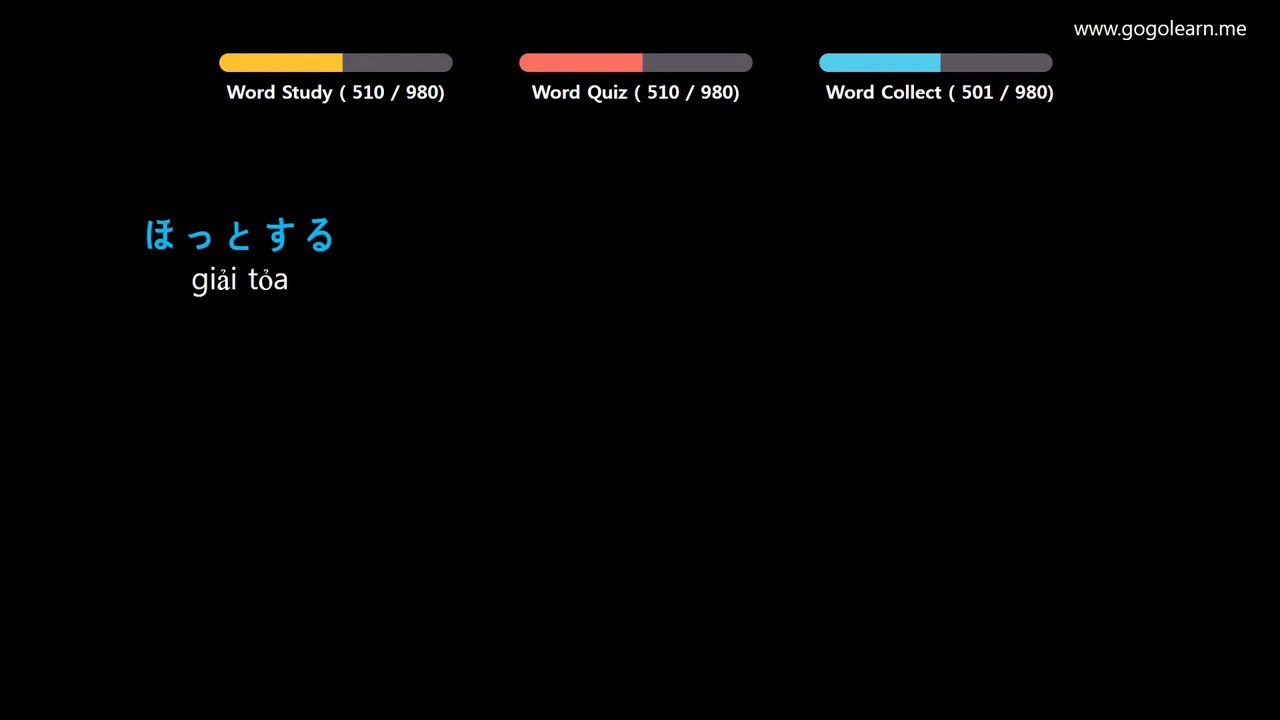 www.gogolearn.me
Word Study ( 510 / 980)
Word Quiz ( 510 / 980)
Word Collect ( 501 / 980)
ほっとする
giải tỏa